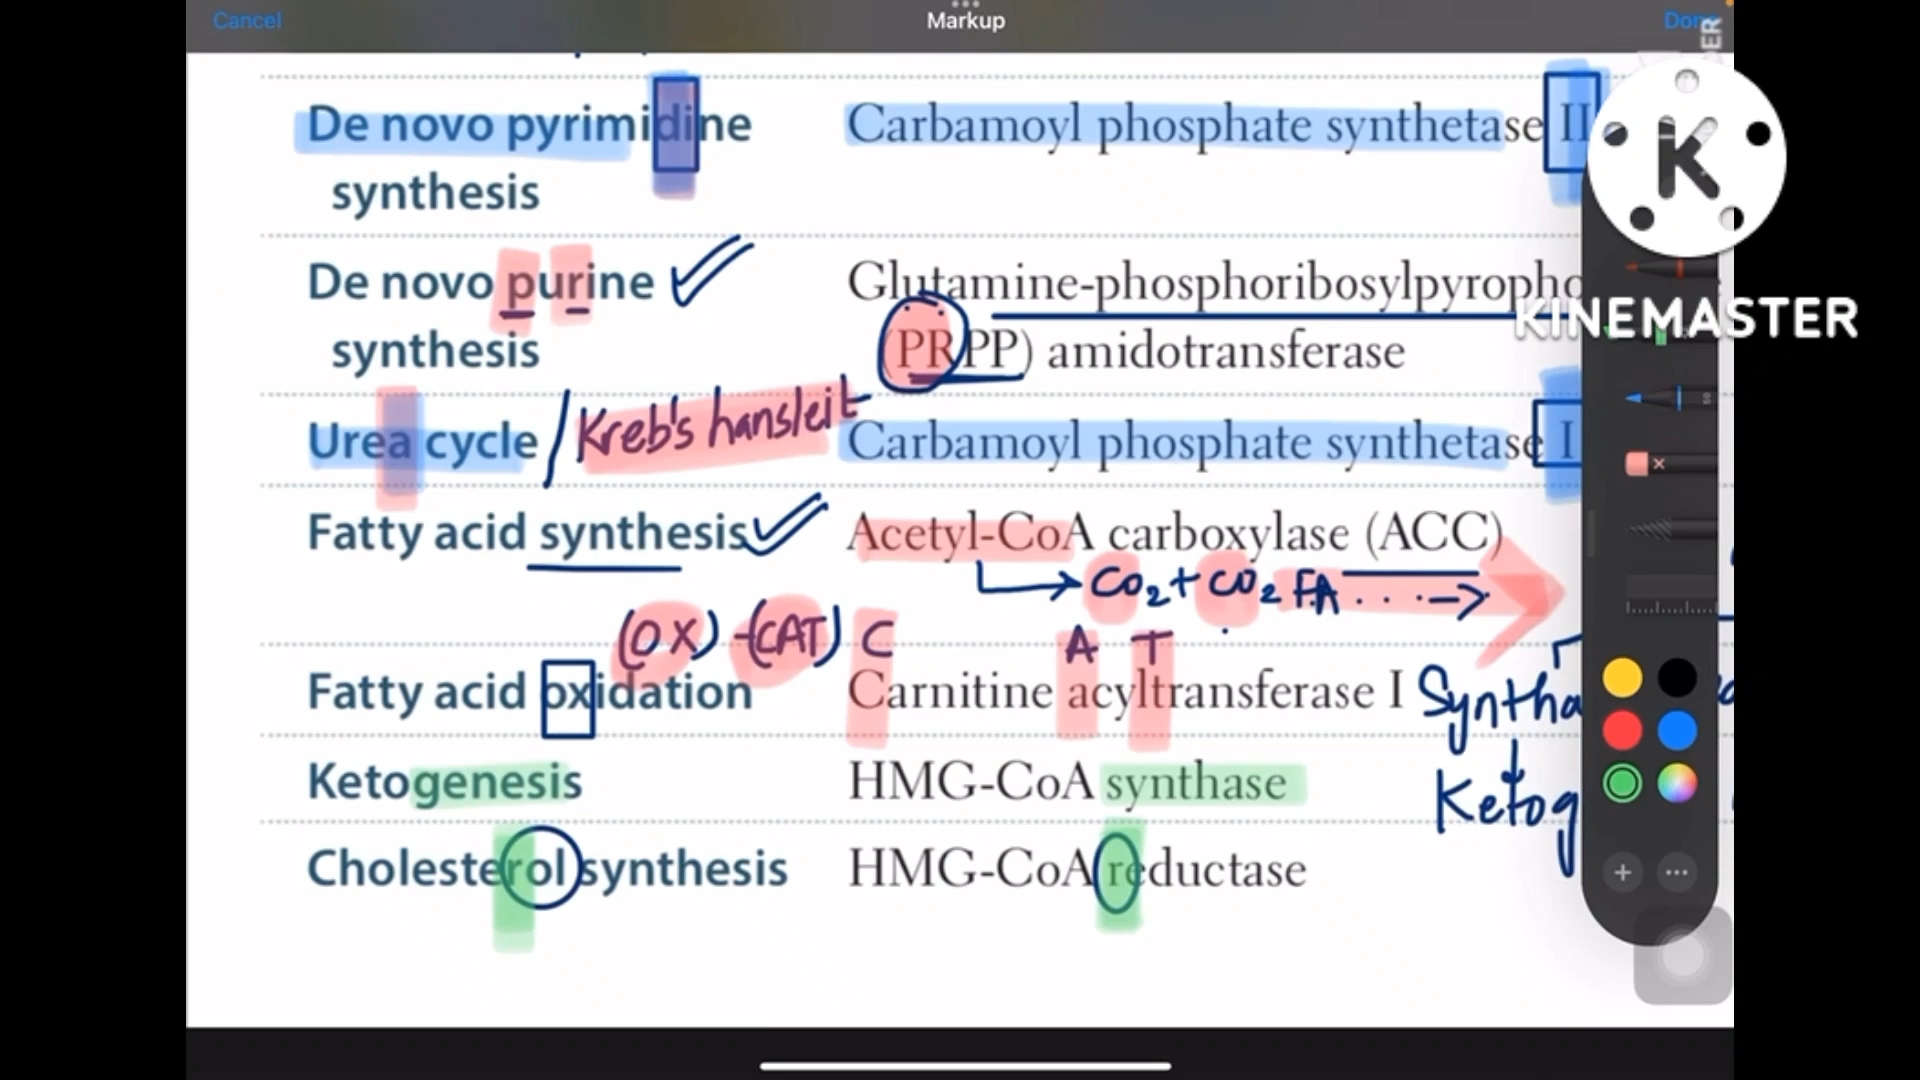 Cancel
Markup
De novo pyrimidine
synthesis
Carbamoyl phosphate synthetase II
De novo purine
synthesis
Glutamine-phosphoribosylpyropho
(PRPP) amidotransferase
KINEMASTER
Urea cycle / Kreb's hansleit
Carbamoyl phosphate synthetase I
Fatty acid synthesis
Acetyl-CoA carboxylase (ACC)
CO2 + CO2 FA
(OX) - (CAT) C A T
Fatty acid oxidation
Carnitine acyltransferase I
Ketogenesis
HMG-CoA synthase
Cholesterol synthesis
HMG-CoA reductase